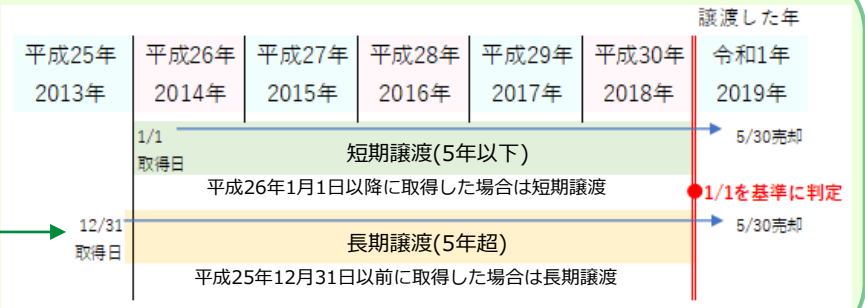 譲渡した年
平成25年 平成26年 平成27年 平成28年 平成29年 平成30年 令和1年
2013年 2014年 2015年 2016年 2017年 2018年 2019年
1/1
取得日
短期譲渡(5年以下)
5/30売却
平成26年1月1日以降に取得した場合は短期譲渡
1/1を基準に判定
12/31
取得日
長期譲渡(5年超)
5/30売却
平成25年12月31日以前に取得した場合は長期譲渡